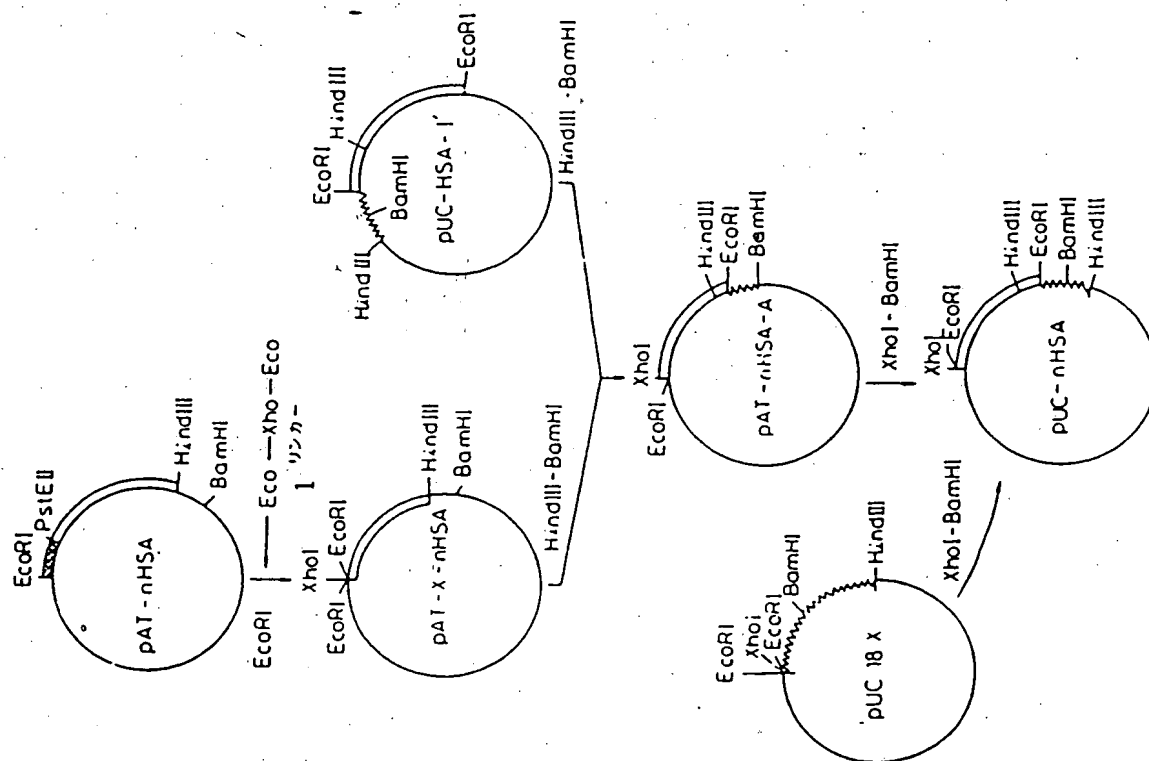 EcoRI
PstEII
HindIII
BamHI
pAT-nHSA
EcoRI
Eco-Xho-Eco
リンカー
1
XhoI
EcoRI
EcoRI
HindIII
BamHI
pAT-X-nHSA
HindIII-BamHI
EcoRI
HindIII
EcoRI
BamHI
HindIII
pUC-HSA-I'
HindIII-BamHI
XhoI
EcoRI
HindIII
EcoRI
BamHI
pAT-nHSA-A
XhoI-BamHI
EcoRI
XhoI
EcoRI
BamHI
HindIII
pUC 18 X
XhoI-BamHI
XhoI
EcoRI
HindIII
EcoRI
BamHI
HindIII
pUC-nHSA